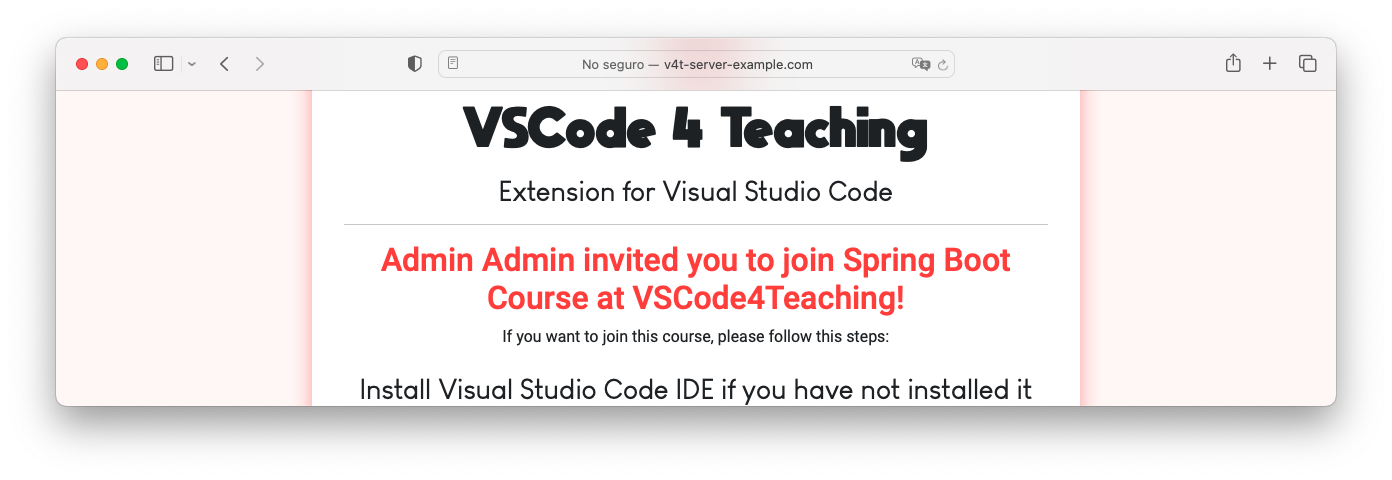 No seguro — v4t-server-example.com
VSCode 4 Teaching
Extension for Visual Studio Code
Admin Admin invited you to join Spring Boot
Course at VSCode4Teaching!
If you want to join this course, please follow this steps:
Install Visual Studio Code IDE if you have not installed it